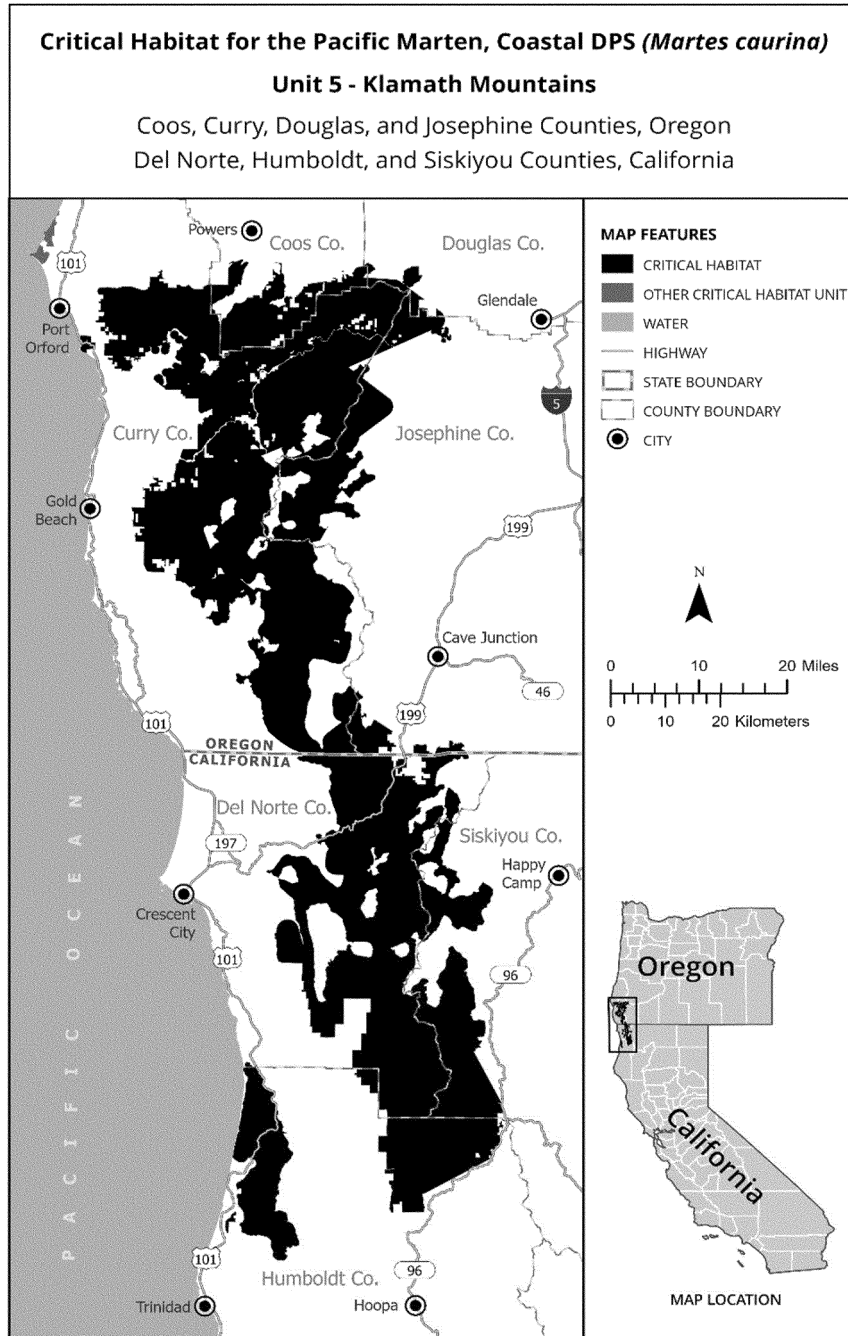 Critical Habitat for the Pacific Marten, Coastal DPS (Martes caurina)
Unit 5 - Klamath Mountains
Coos, Curry, Douglas, and Josephine Counties, Oregon
Del Norte, Humboldt, and Siskiyou Counties, California
Powers
Coos Co.
Douglas Co.
101
Port
Orford
Glendale
5
Curry Co.
Josephine Co.
Gold
Beach
199
Cave Junction
46
199
101
OREGON
CALIFORNIA
Del Norte Co.
197
Siskiyou Co.
Happy
Camp
Crescent
City
101
96
PACIFIC OCEAN
101
Humboldt Co.
96
Trinidad
Hoopa
MAP FEATURES
CRITICAL HABITAT
OTHER CRITICAL HABITAT UNIT
WATER
HIGHWAY
STATE BOUNDARY
COUNTY BOUNDARY
CITY
N
0 10 20 Miles
0 10 20 Kilometers
Oregon
California
MAP LOCATION